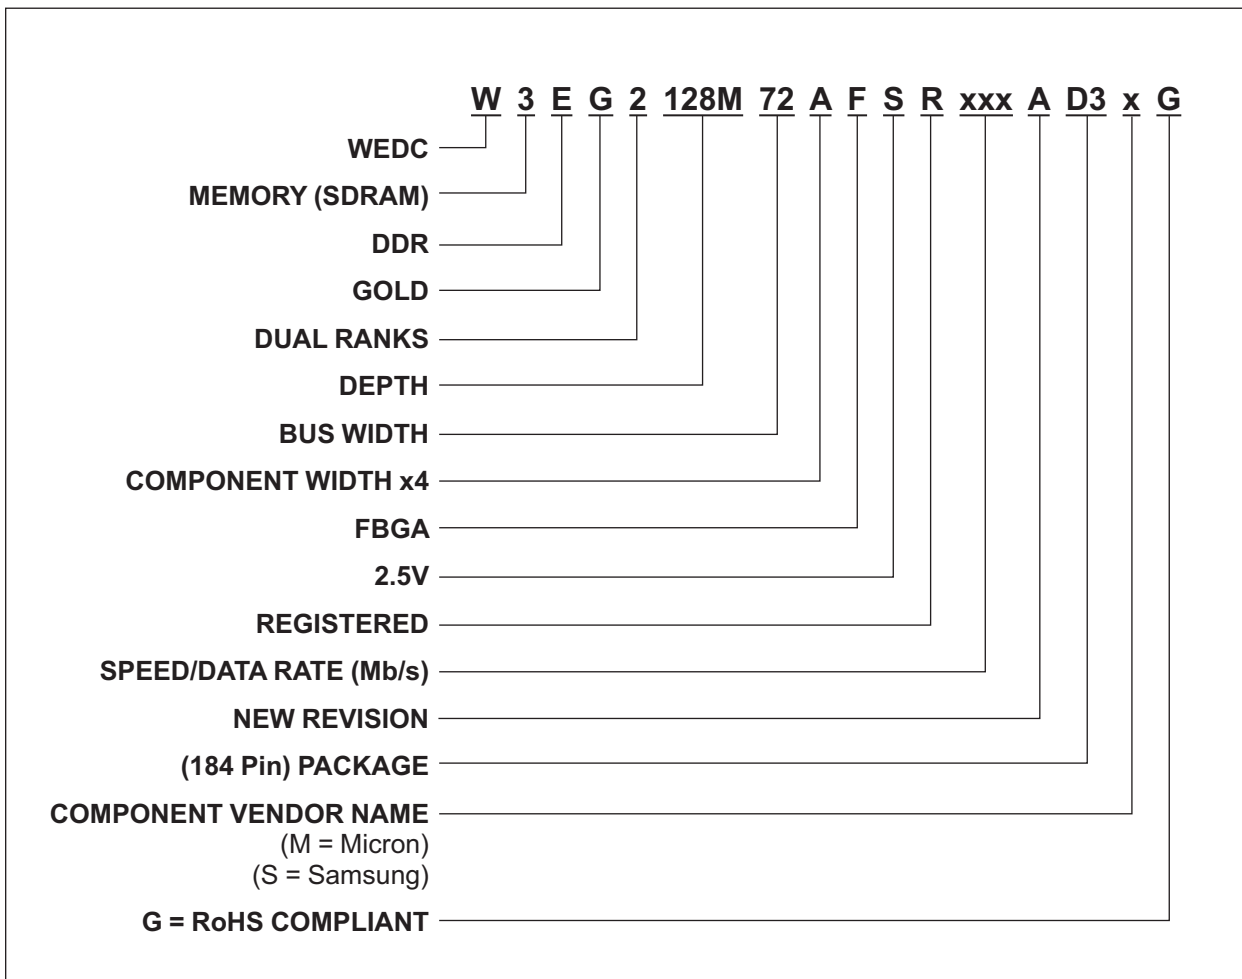 W 3 E G 2 128M 72 A F S R xxx A D3 x G
WEDC
MEMORY (SDRAM)
DDR
GOLD
DUAL RANKS
DEPTH
BUS WIDTH
COMPONENT WIDTH x4
FBGA
2.5V
REGISTERED
SPEED/DATA RATE (Mb/s)
NEW REVISION
(184 Pin) PACKAGE
COMPONENT VENDOR NAME
(M = Micron)
(S = Samsung)
G = RoHS COMPLIANT